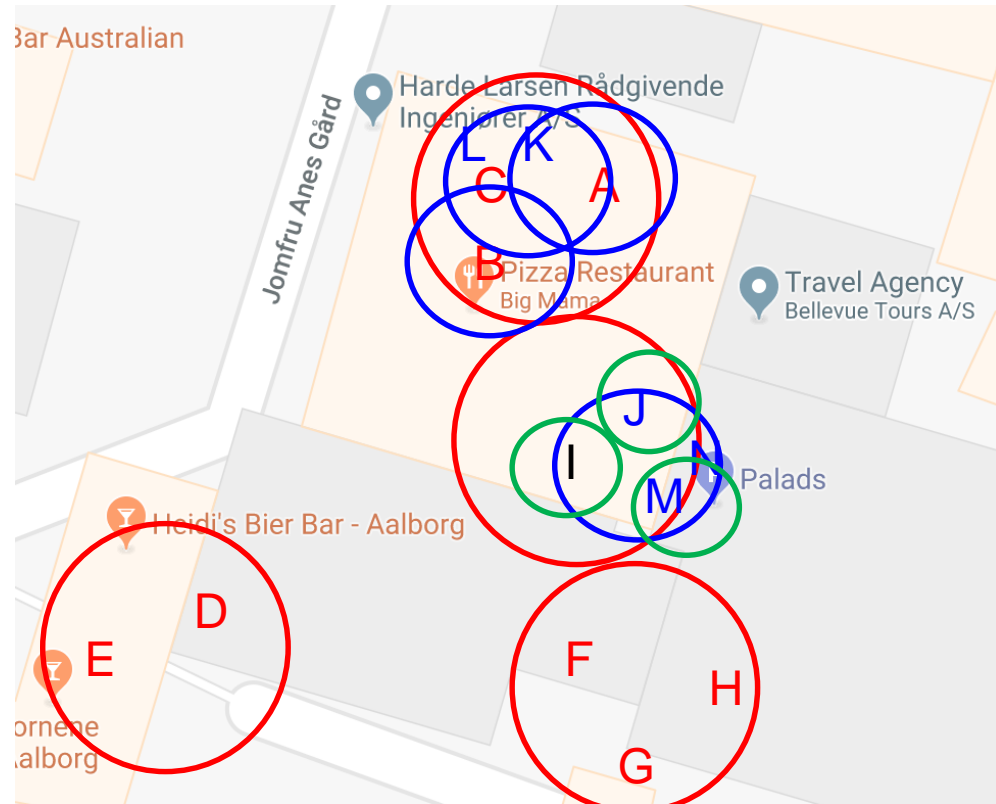 Bar Australian
Harde Larsen Rådgivende
Ingeniører A/S
Jomfru Anes Gård
L
K
C
A
B
Pizza Restaurant
Big Mama
Travel Agency
Bellevue Tours A/S
J
I
N
M
Palads
Heidi's Bier Bar - Aalborg
D
E
F
H
G
ornene
Aalborg